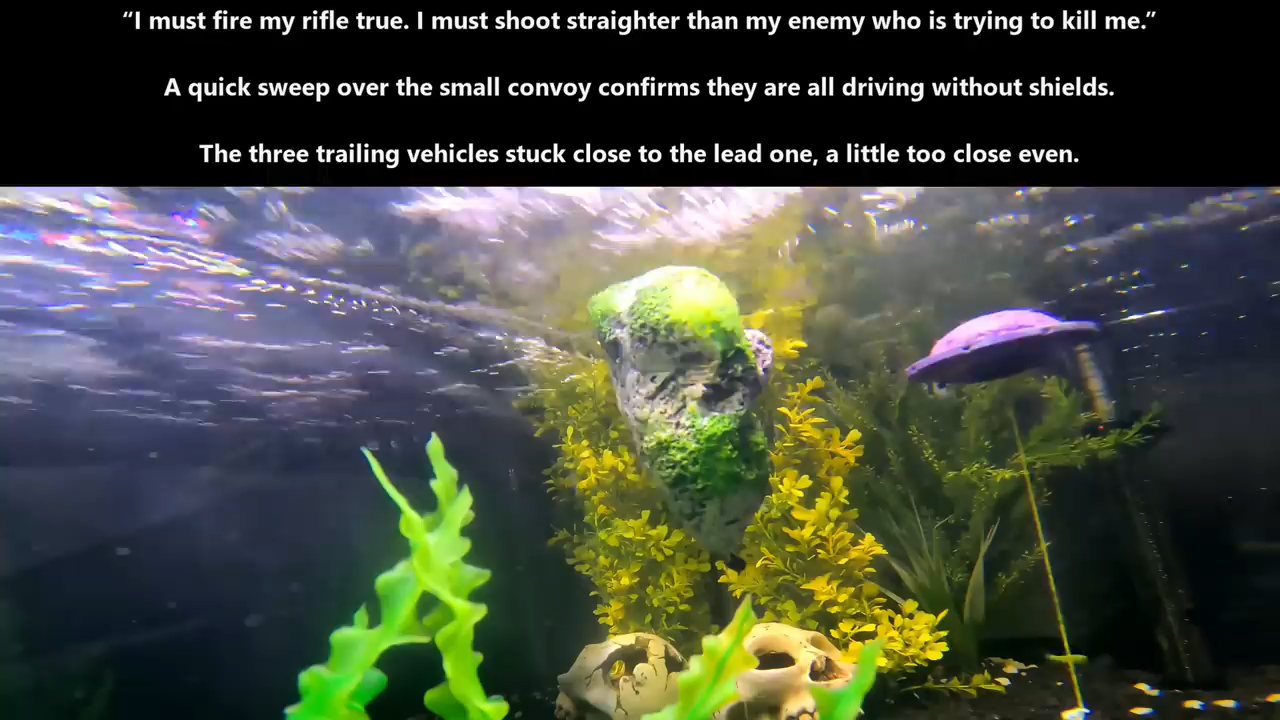 “I must fire my rifle true. I must shoot straighter than my enemy who is trying to kill me.”
A quick sweep over the small convoy confirms they are all driving without shields.
The three trailing vehicles stuck close to the lead one, a little too close even.